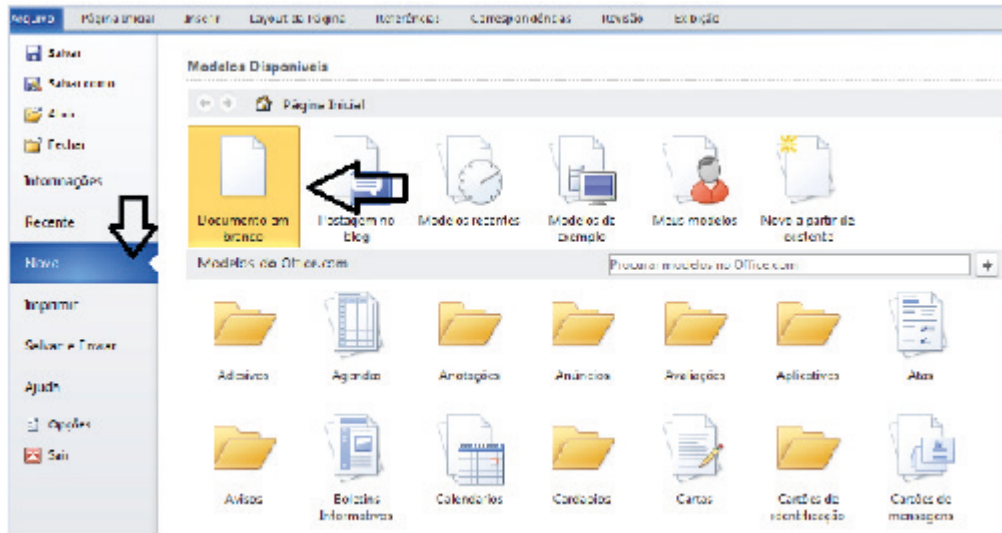 Arquivo Página Inicial Inserir Layout da Página Referências Correspondências Revisão Exibição
Salvar
Salvar como
Abrir
Fechar
Informações
Recente
Novo
Imprimir
Salvar e Enviar
Ajuda
Opções
Sair
Modelos Disponíveis
Página Inicial
Documento em
branco
Postagem no
blog
Modelos recentes
Modelos de
exemplo
Meus modelos
Novo a partir de
existente
Modelos do Office.com
Procurar modelos no Office.com
Adesivos
Agendas
Anotações
Anúncios
Avaliações
Aplicativos
Atas
Avisos
Boletins
Informativos
Calendários
Cardápios
Cartas
Cartões de
identificação
Cartões de
mensagens